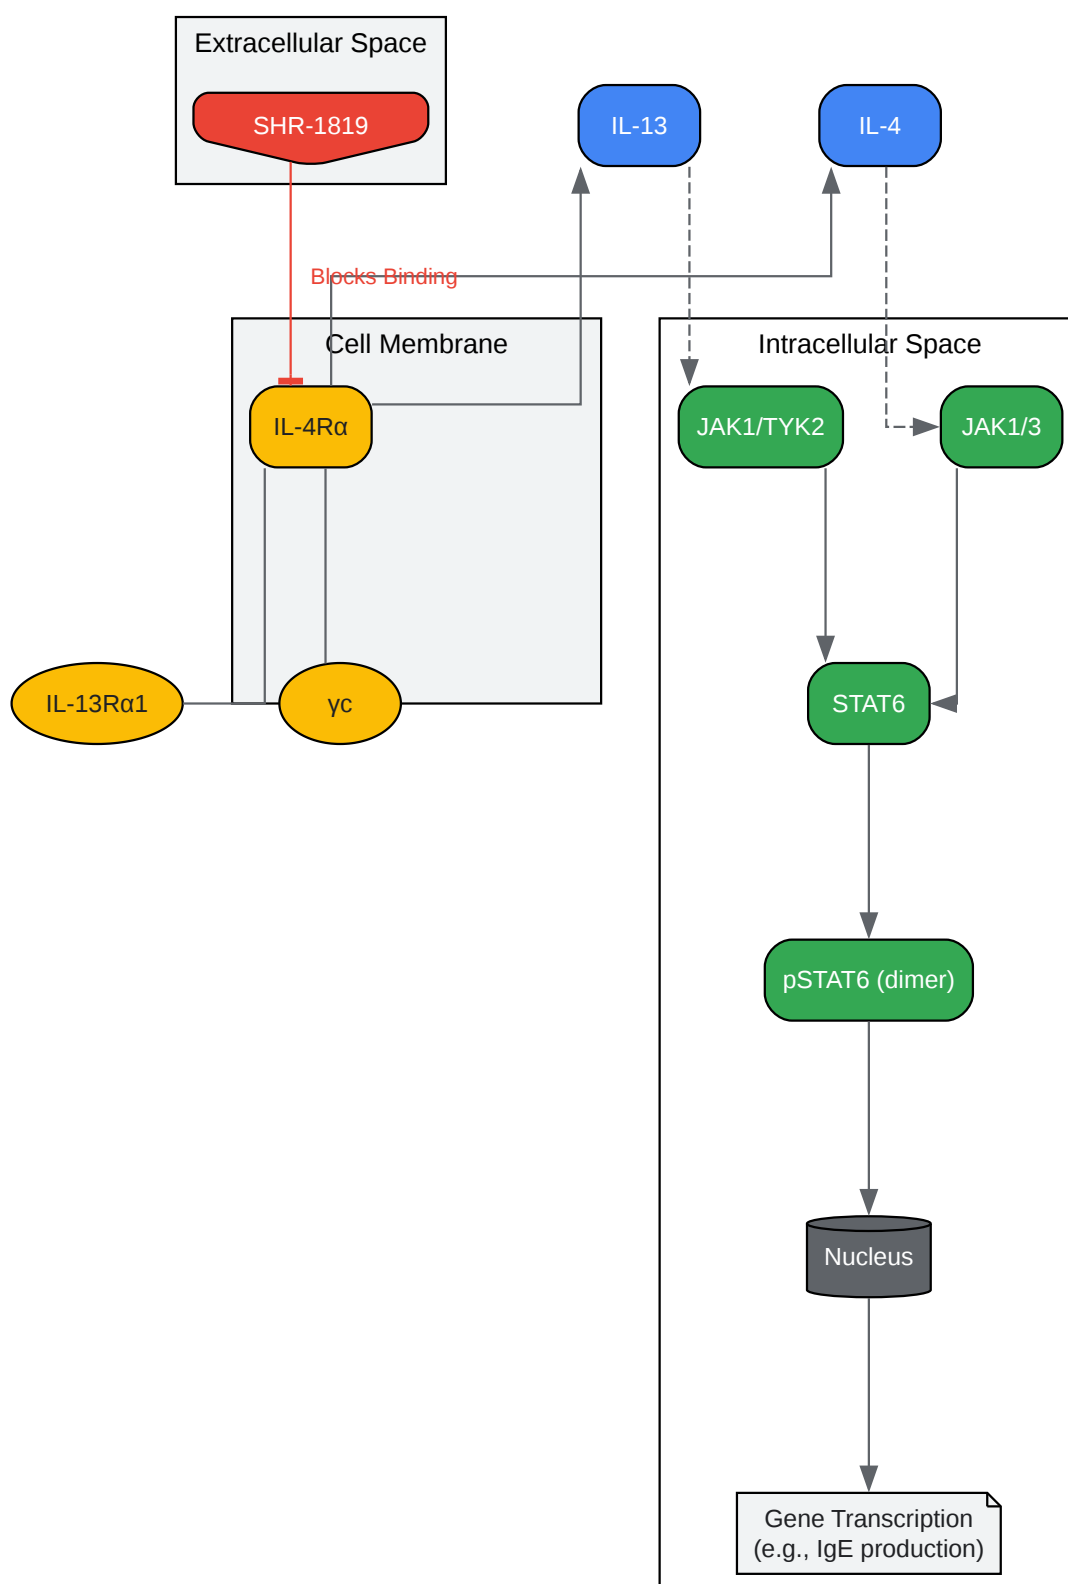 Extracellular Space
SHR-1819
IL-13
IL-4
Blocks Binding
Cell Membrane
Intracellular Space
IL-4Rα
JAK1/TYK2
JAK1/3
IL-13Rα1
γc
STAT6
pSTAT6 (dimer)
Nucleus
Gene Transcription
(e.g., IgE production)